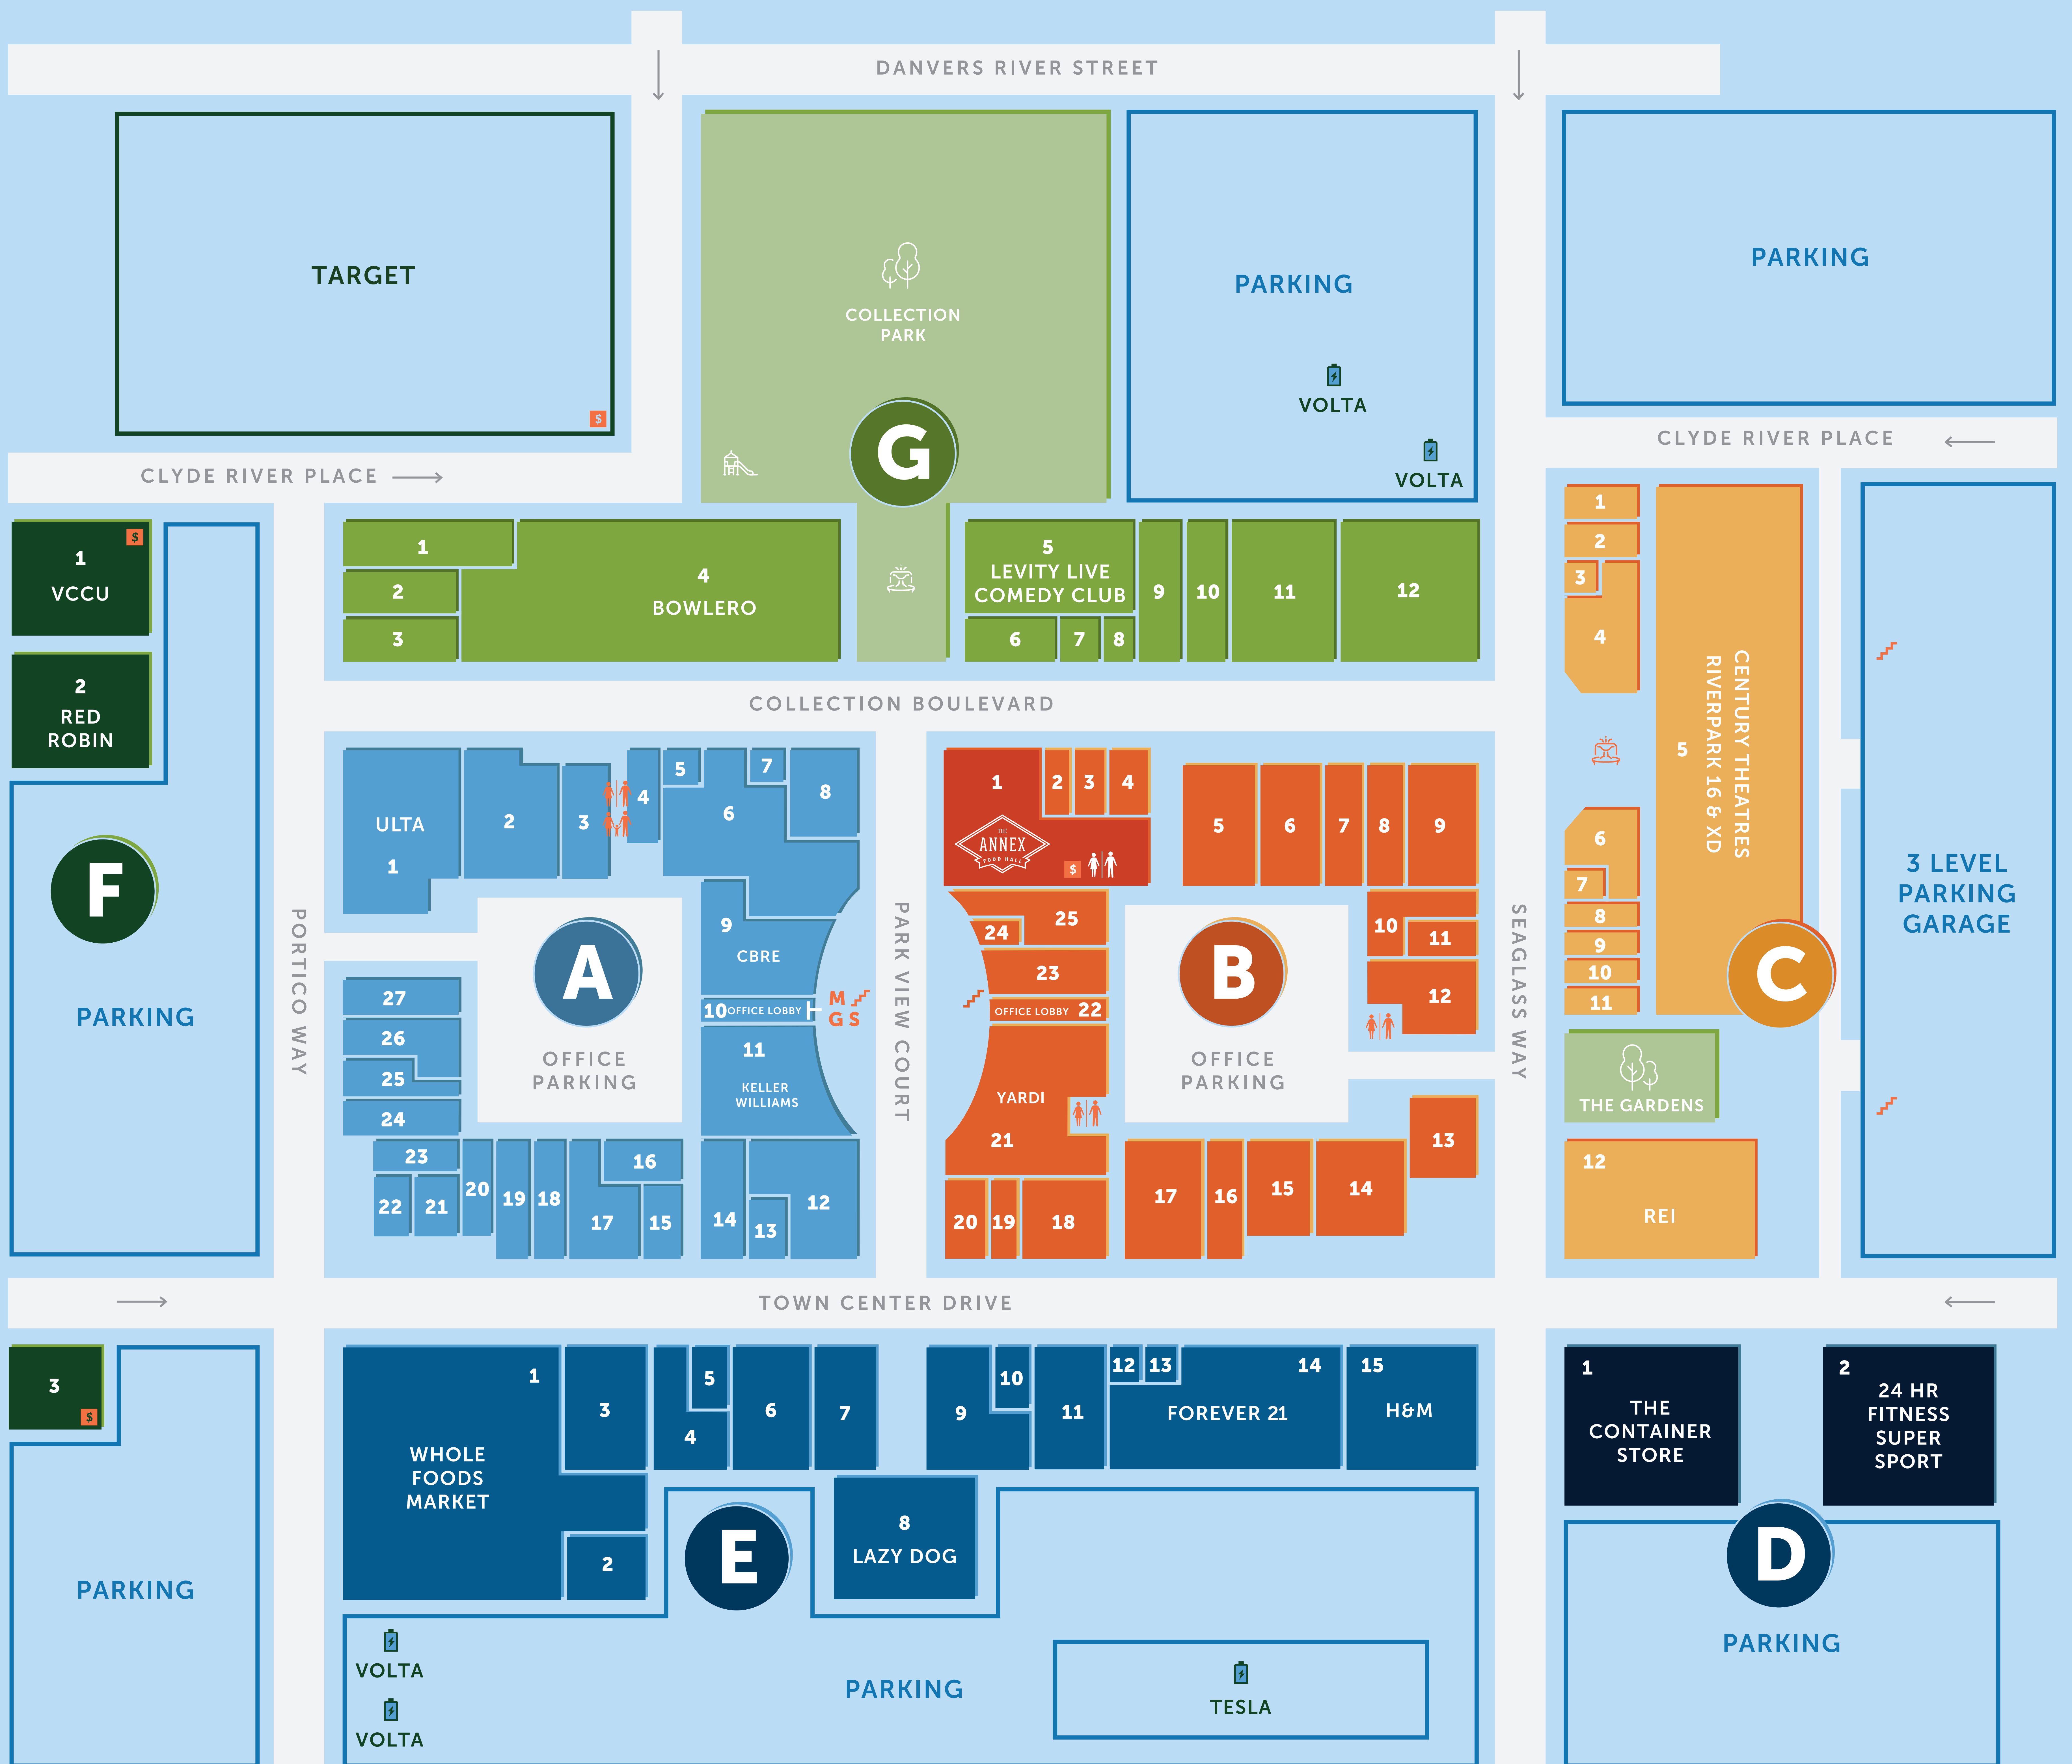 DANVERS RIVER STREET
TARGET
$
COLLECTION
PARK
G
PARKING
VOLTA
VOLTA
PARKING
CLYDE RIVER PLACE
CLYDE RIVER PLACE
1
$
VCCU
2
RED
ROBIN
F
PARKING
PORTICO WAY
1
2
3
4
BOWLERO
5
LEVITY LIVE
COMEDY CLUB
6
7
8
9
10
11
12
COLLECTION BOULEVARD
ULTA
1
2
3
4
5
6
7
8
9
CBRE
10
OFFICE LOBBY
M
G S
11
KELLER
WILLIAMS
12
13
14
15
16
17
18
19
20
21
22
23
24
25
26
27
A
OFFICE
PARKING
PARK VIEW COURT
1
THE
ANNEX
FOOD HALL
$
2
3
4
5
6
7
8
9
10
11
12
13
14
15
16
17
18
19
20
YARDI
21
OFFICE LOBBY 22
23
24
25
B
OFFICE
PARKING
SEAGLASS WAY
1
2
3
4
5
CENTURY THEATRES
RIVERPARK 16 & XD
6
7
8
9
10
11
C
THE GARDENS
12
REI
3 LEVEL
PARKING
GARAGE
TOWN CENTER DRIVE
3
$
PARKING
1
WHOLE
FOODS
MARKET
2
3
4
5
6
7
8
LAZY DOG
9
10
11
12
13
14
FOREVER 21
15
H&M
E
VOLTA
VOLTA
PARKING
TESLA
1
THE
CONTAINER
STORE
2
24 HR
FITNESS
SUPER
SPORT
D
PARKING